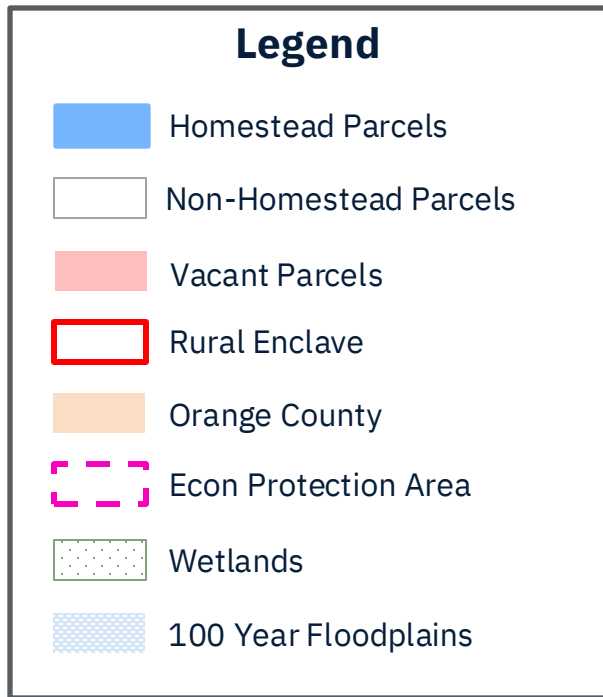 Legend
Homestead Parcels
Non-Homestead Parcels
Vacant Parcels
Rural Enclave
Orange County
Econ Protection Area
Wetlands
100 Year Floodplains